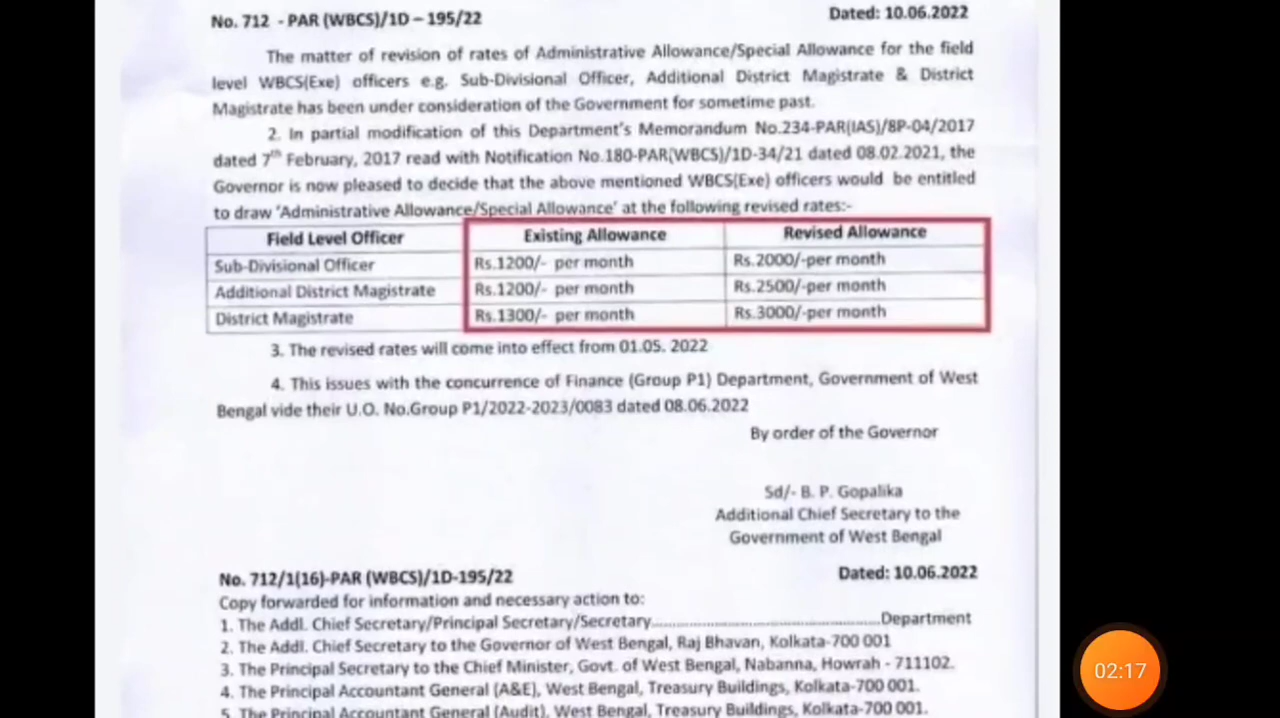 No. 712 - PAR (WBCS)/1D – 195/22 Dated: 10.06.2022
The matter of revision of rates of Administrative Allowance/Special Allowance for the field
level WBCS(Exe) officers e.g. Sub-Divisional Officer, Additional District Magistrate & District
Magistrate has been under consideration of the Government for sometime past.
2. In partial modification of this Department's Memorandum No.234-PAR(IAS)/8P-04/2017
dated 7th February, 2017 read with Notification No.180-PAR(WBCS)/1D-34/21 dated 08.02.2021, the
Governor is now pleased to decide that the above mentioned WBCS(Exe) officers would be entitled
to draw 'Administrative Allowance/Special Allowance' at the following revised rates:-
Field Level Officer Existing Allowance Revised Allowance
Sub-Divisional Officer Rs.1200/- per month Rs.2000/-per month
Additional District Magistrate Rs.1200/- per month Rs.2500/-per month
District Magistrate Rs.1300/- per month Rs.3000/-per month
3. The revised rates will come into effect from 01.05. 2022
4. This issues with the concurrence of Finance (Group P1) Department, Government of West
Bengal vide their U.O. No.Group P1/2022-2023/0083 dated 08.06.2022
By order of the Governor
Sd/- B. P. Gopalika
Additional Chief Secretary to the
Government of West Bengal
No. 712/1(16)-PAR (WBCS)/1D-195/22 Dated: 10.06.2022
Copy forwarded for information and necessary action to:
1. The Addl. Chief Secretary/Principal Secretary/Secretary..................................................Department
2. The Addl. Chief Secretary to the Governor of West Bengal, Raj Bhavan, Kolkata-700 001
3. The Principal Secretary to the Chief Minister, Govt. of West Bengal, Nabanna, Howrah - 711102.
4. The Principal Accountant General (A&E), West Bengal, Treasury Buildings, Kolkata-700 001.
5. The Principal Accountant General (Audit), West Bengal, Treasury Buildings, Kolkata-700 001.
02:17